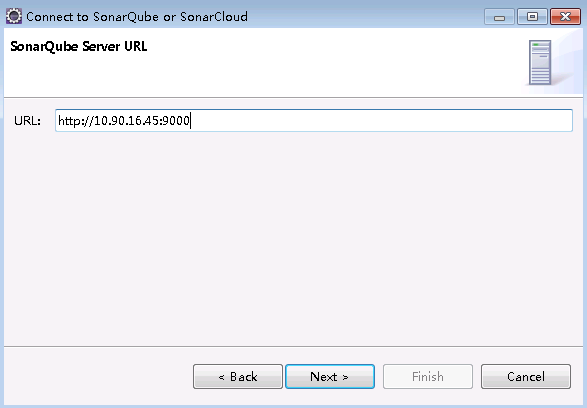 Connect to SonarQube or SonarCloud
SonarQube Server URL
URL: http://10.90.16.45:9000
< Back Next > Finish Cancel